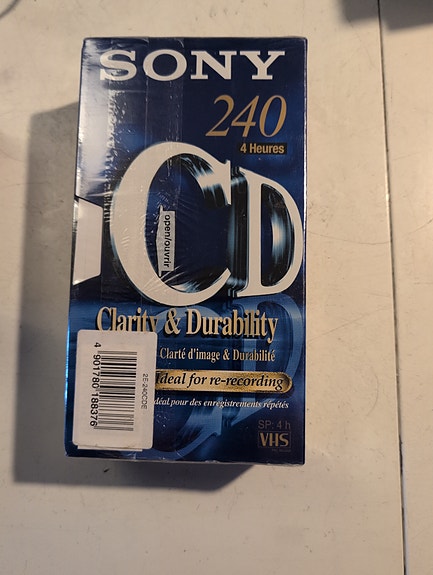 SONY
240
4 Heures
CD
open/ouvrir
Clarity & Durability
Clarté d'image & Durabilité
Ideal for re-recording
idéal pour des enregistrements répétés
2E-240CDE
4 901780 188376
SP: 4 h
VHS